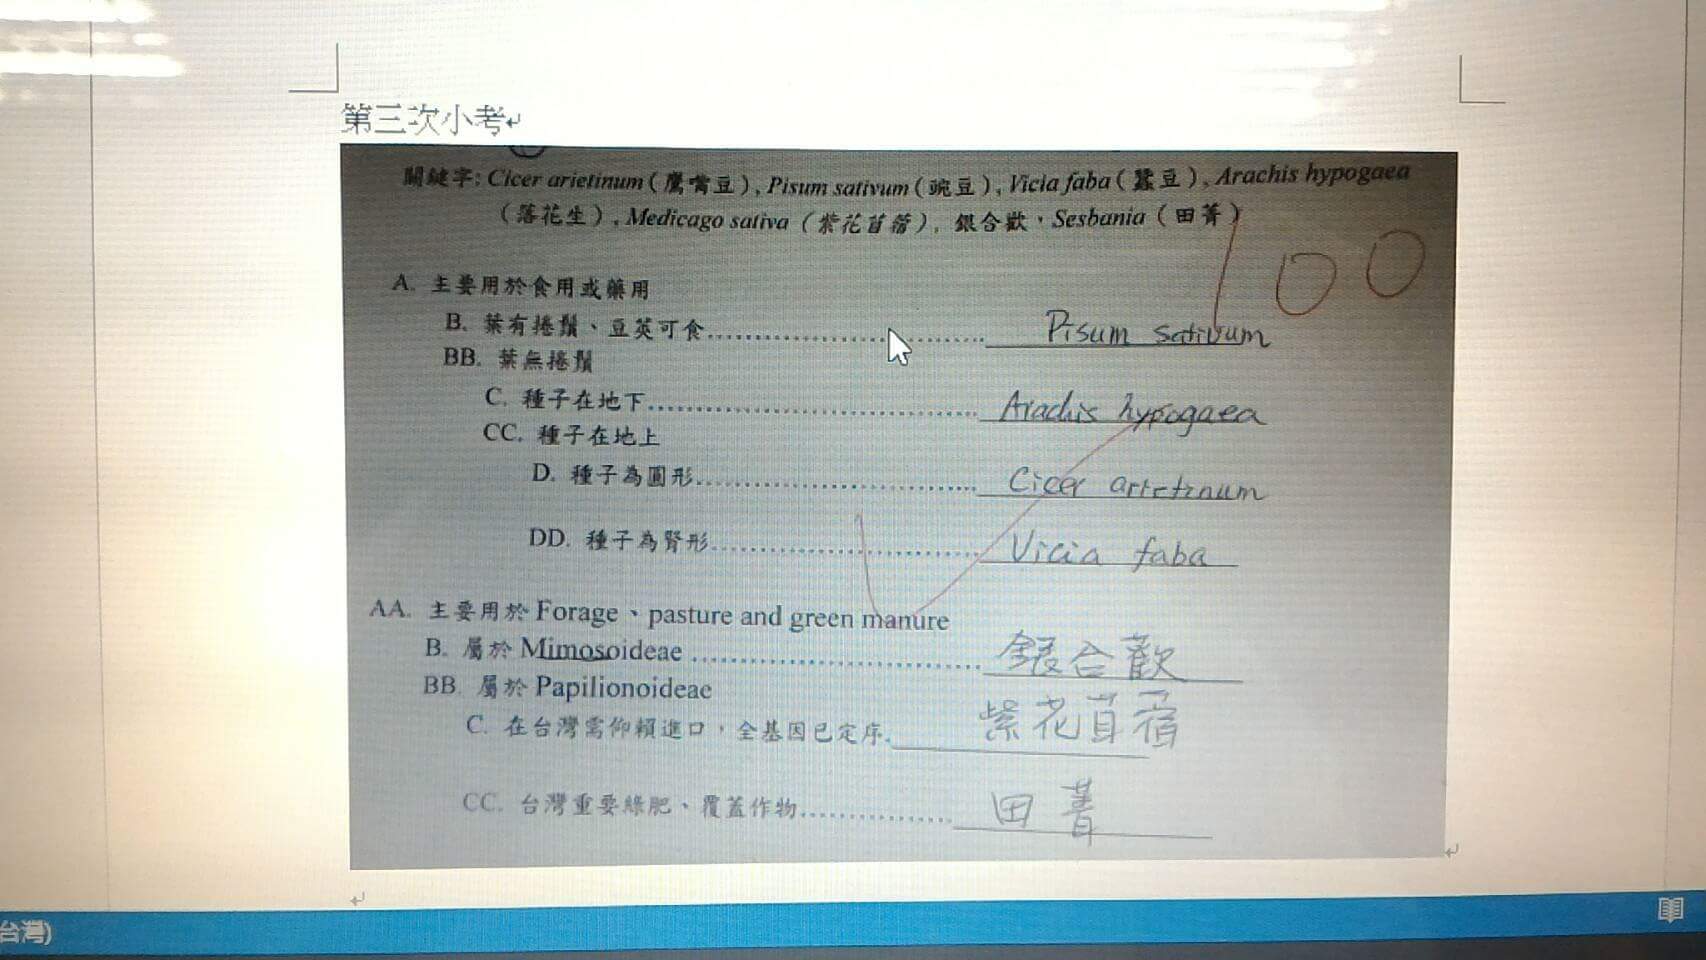 第三次小考
關鍵字: Cicer arietinum（鷹嘴豆）, Pisum sativum（豌豆）, Vicia faba（蠶豆）, Arachis hypogaea
（落花生）, Medicago sativa（紫花苜蓿）, 銀合歡，Sesbania（田菁）
100
A. 主要用於食用或藥用
B. 葉有捲鬚、豆莢可食........................ Pisum sativum
BB. 葉無捲鬚
C. 種子在地下........................ Arachis hypogaea
CC. 種子在地上
D. 種子為圓形........................ Cicer arietinum
DD. 種子為腎形........................ Vicia faba
AA. 主要用於 Forage、pasture and green manure
B. 屬於 Mimosoideae ........................ 銀合歡
BB. 屬於 Papilionoideae
C. 在台灣需仰賴進口，全基因已定序. 紫花苜蓿
CC. 台灣重要綠肥、覆蓋作物................ 田菁
台灣)